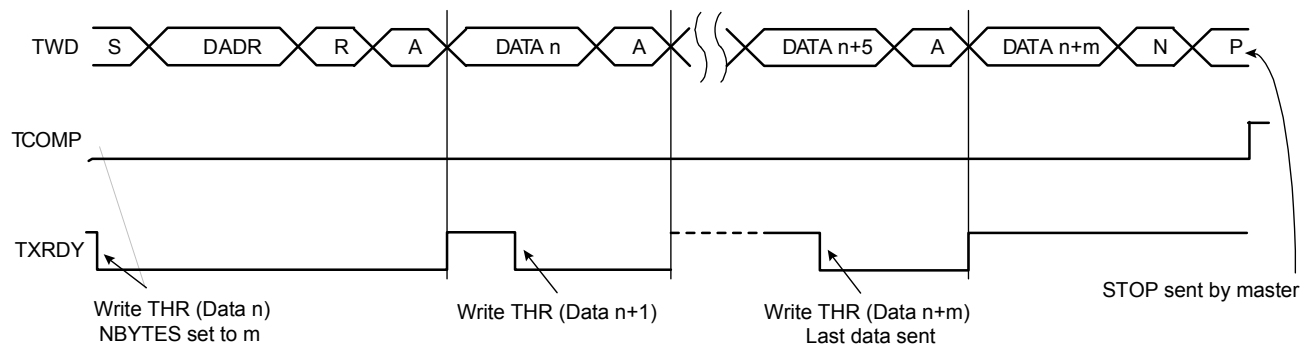 TWD S DADR R A DATA n A DATA n+5 A DATA n+m N P
TCOMP
TXRDY
Write THR (Data n)
NBYTES set to m
Write THR (Data n+1)
Write THR (Data n+m)
Last data sent
STOP sent by master